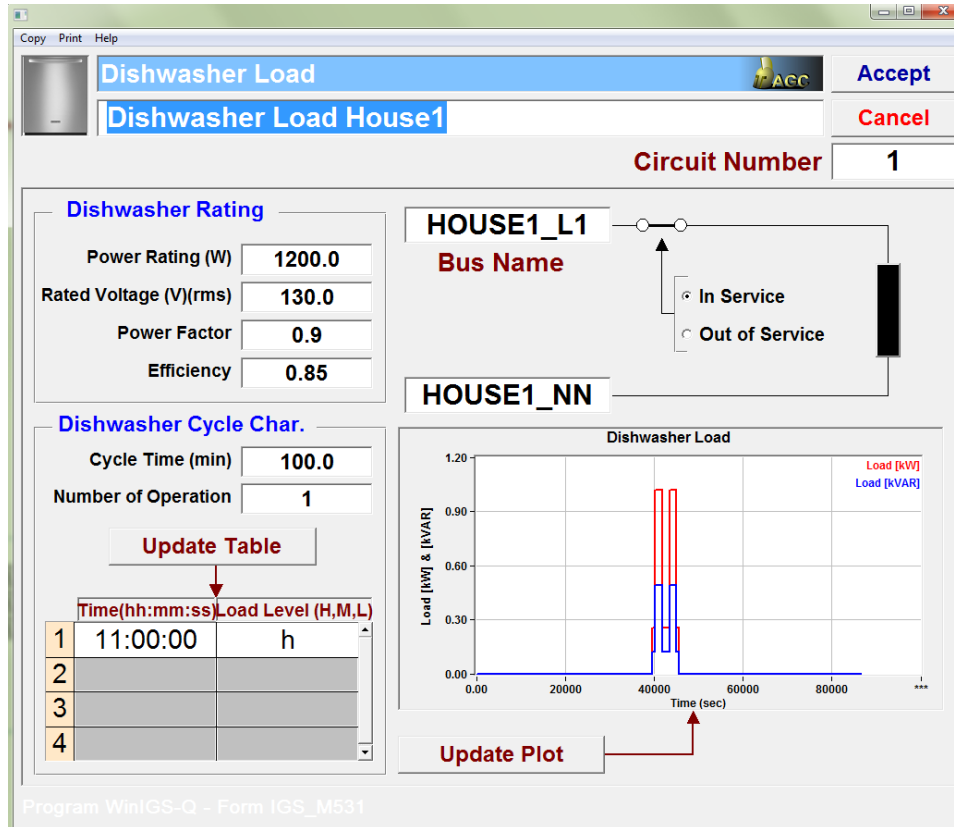 Copy Print Help
Dishwasher Load
AGC
Accept
Dishwasher Load House1
Cancel
Circuit Number 1
Dishwasher Rating
Power Rating (W) 1200.0
Rated Voltage (V)(rms) 130.0
Power Factor 0.9
Efficiency 0.85
HOUSE1_L1
Bus Name
In Service
Out of Service
HOUSE1_NN
Dishwasher Cycle Char.
Cycle Time (min) 100.0
Number of Operation 1
Update Table
Time(hh:mm:ss) Load Level (H,M,L)
1 11:00:00 h
2
3
4
Dishwasher Load
Load [kW]
Load [kVAR]
Load [kW] & [kVAR]
1.20
0.90
0.60
0.30
0.00
0.00 20000 40000 60000 80000 ***
Time (sec)
Update Plot
Program WinIGS-Q - Form IGS_M531